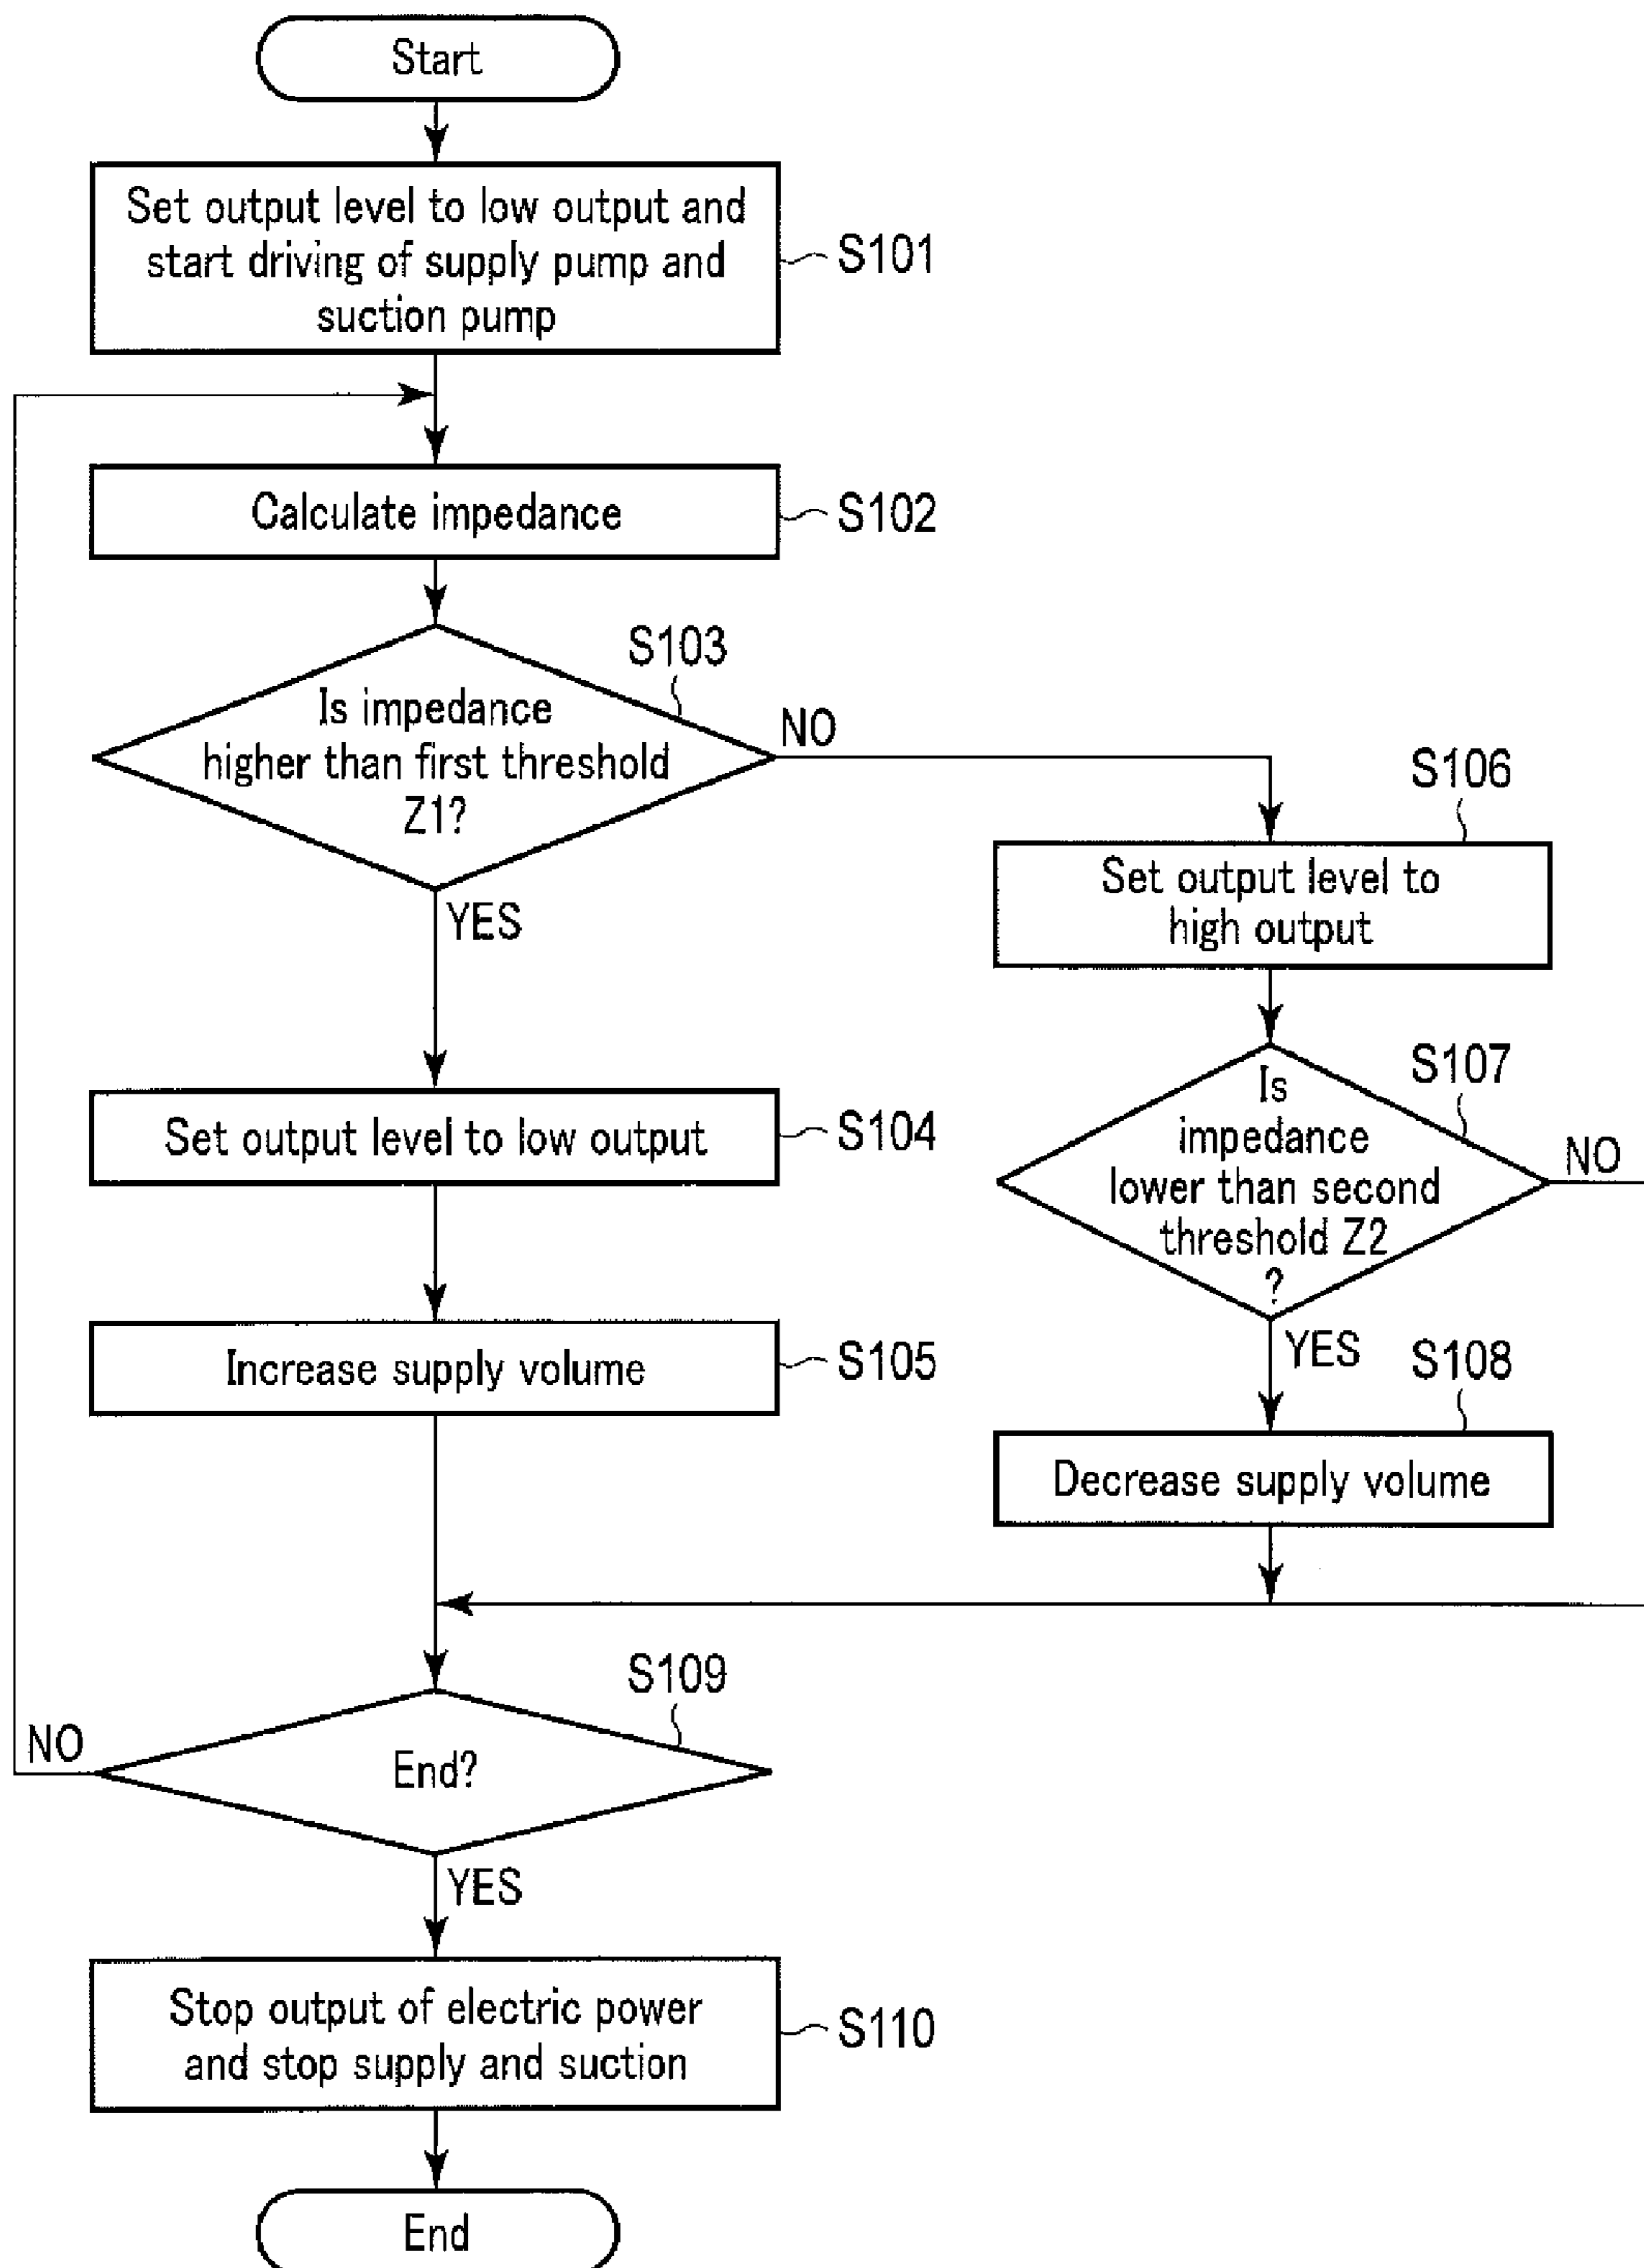 Start
Set output level to low output and
start driving of supply pump and
suction pump
S101
Calculate impedance
S102
S103
Is impedance
higher than first threshold
Z1?
NO
YES
S106
Set output level to
high output
S107
Is
impedance
lower than second
threshold Z2
?
NO
YES
S104
Set output level to low output
S105
Increase supply volume
S108
Decrease supply volume
S109
End?
NO
YES
Stop output of electric power
and stop supply and suction
S110
End